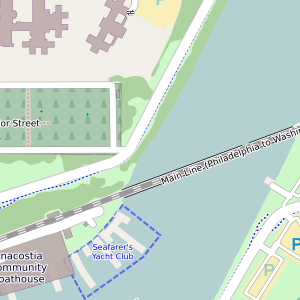 or Street
Main Line (Philadelphia to Washi
Seafarer's
Yacht Club
nacostia
ommunity
oathouse
P
P